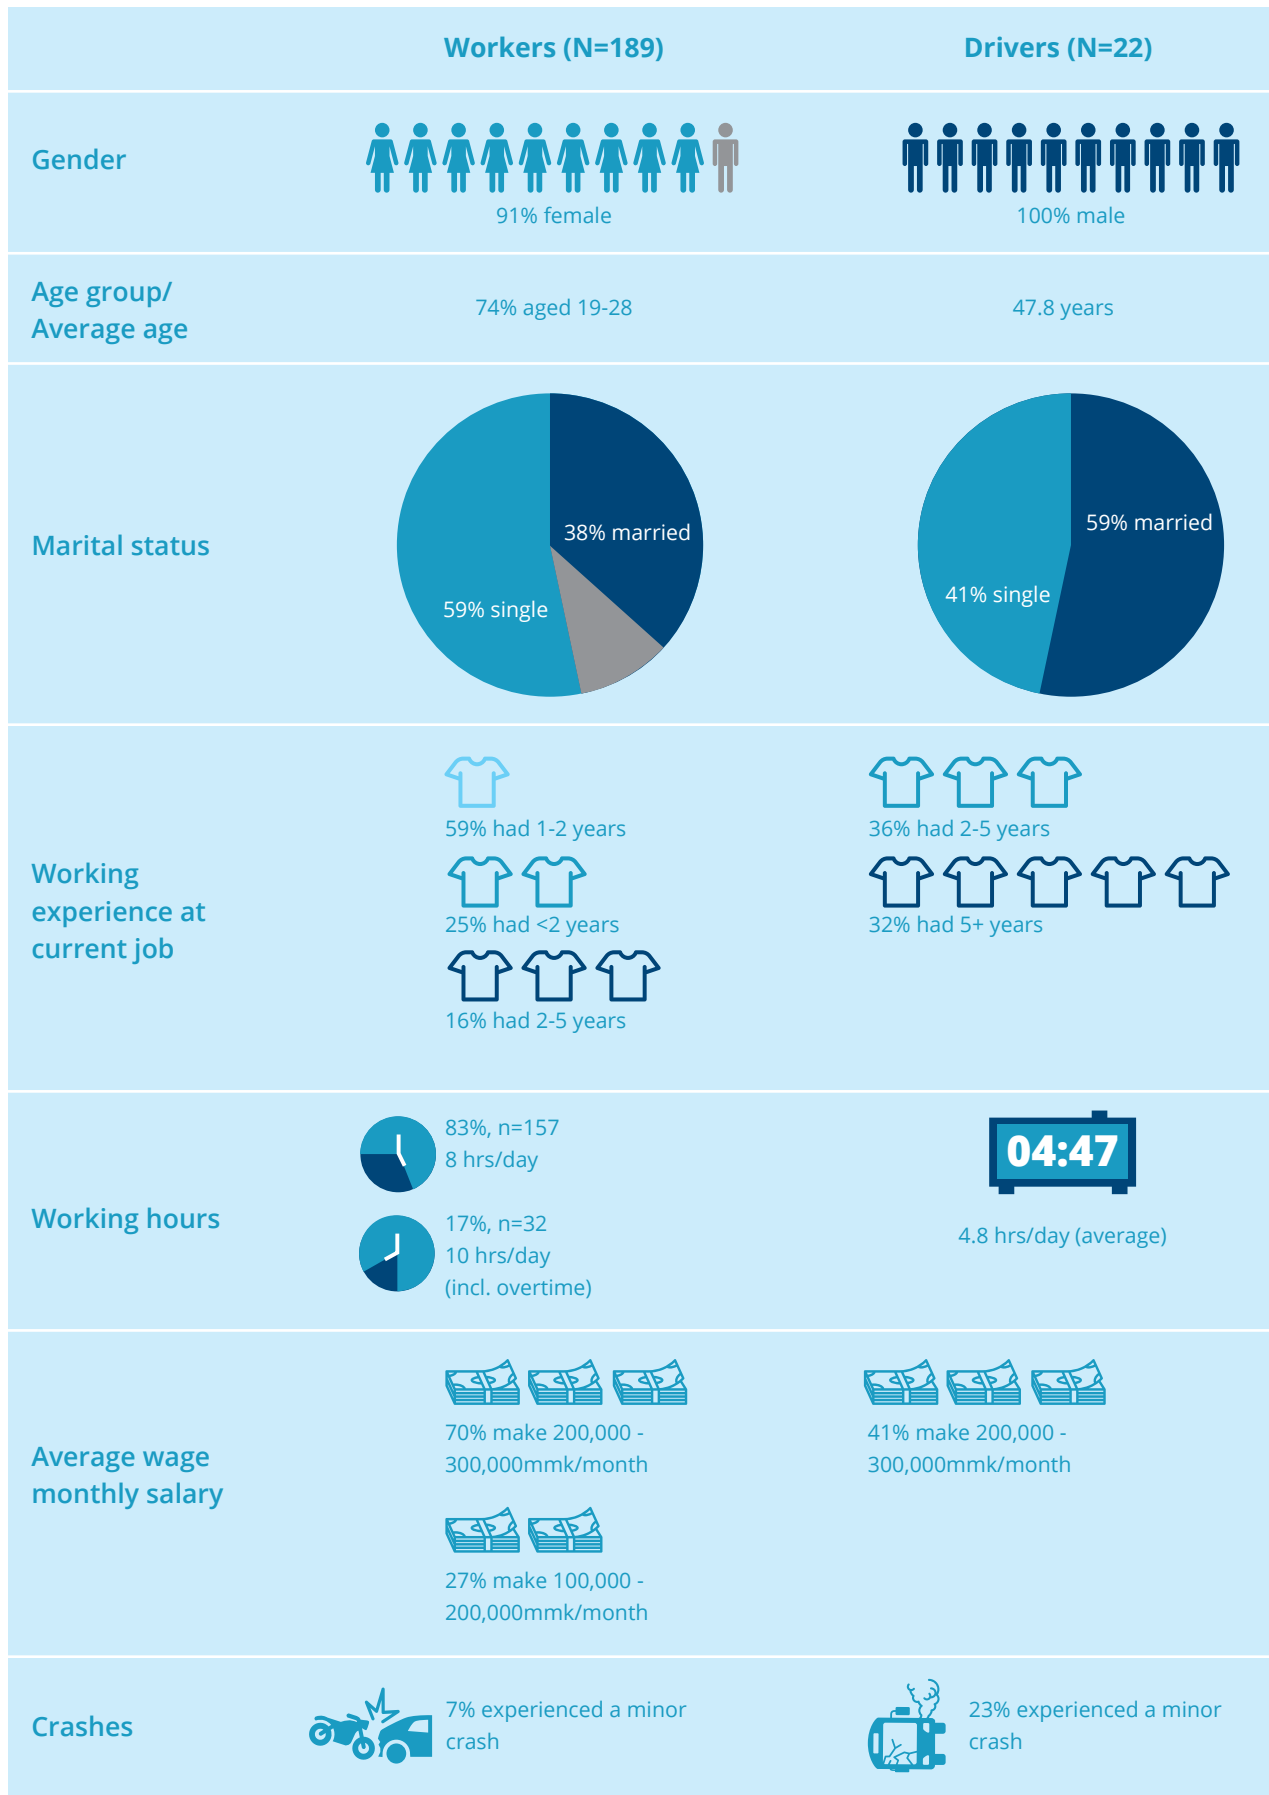 Workers (N=189)
Drivers (N=22)
Gender
91% female
100% male
Age group/
Average age
74% aged 19-28
47.8 years
Marital status
38% married
59% single
59% married
41% single
Working
experience at
current job
59% had 1-2 years
25% had <2 years
16% had 2-5 years
36% had 2-5 years
32% had 5+ years
Working hours
83%, n=157
8 hrs/day
17%, n=32
10 hrs/day
(incl. overtime)
04:47
4.8 hrs/day (average)
Average wage
monthly salary
70% make 200,000 -
300,000mmk/month
27% make 100,000 -
200,000mmk/month
41% make 200,000 -
300,000mmk/month
Crashes
7% experienced a minor
crash
23% experienced a minor
crash